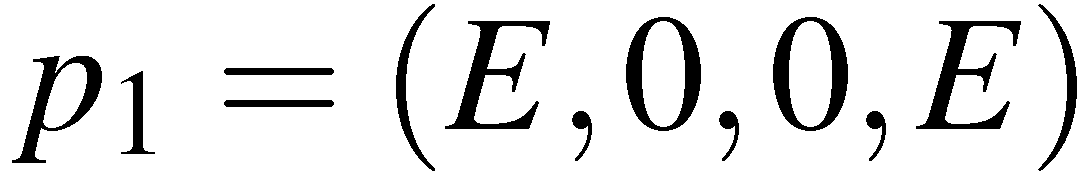 p₁ = (E, 0, 0, E)